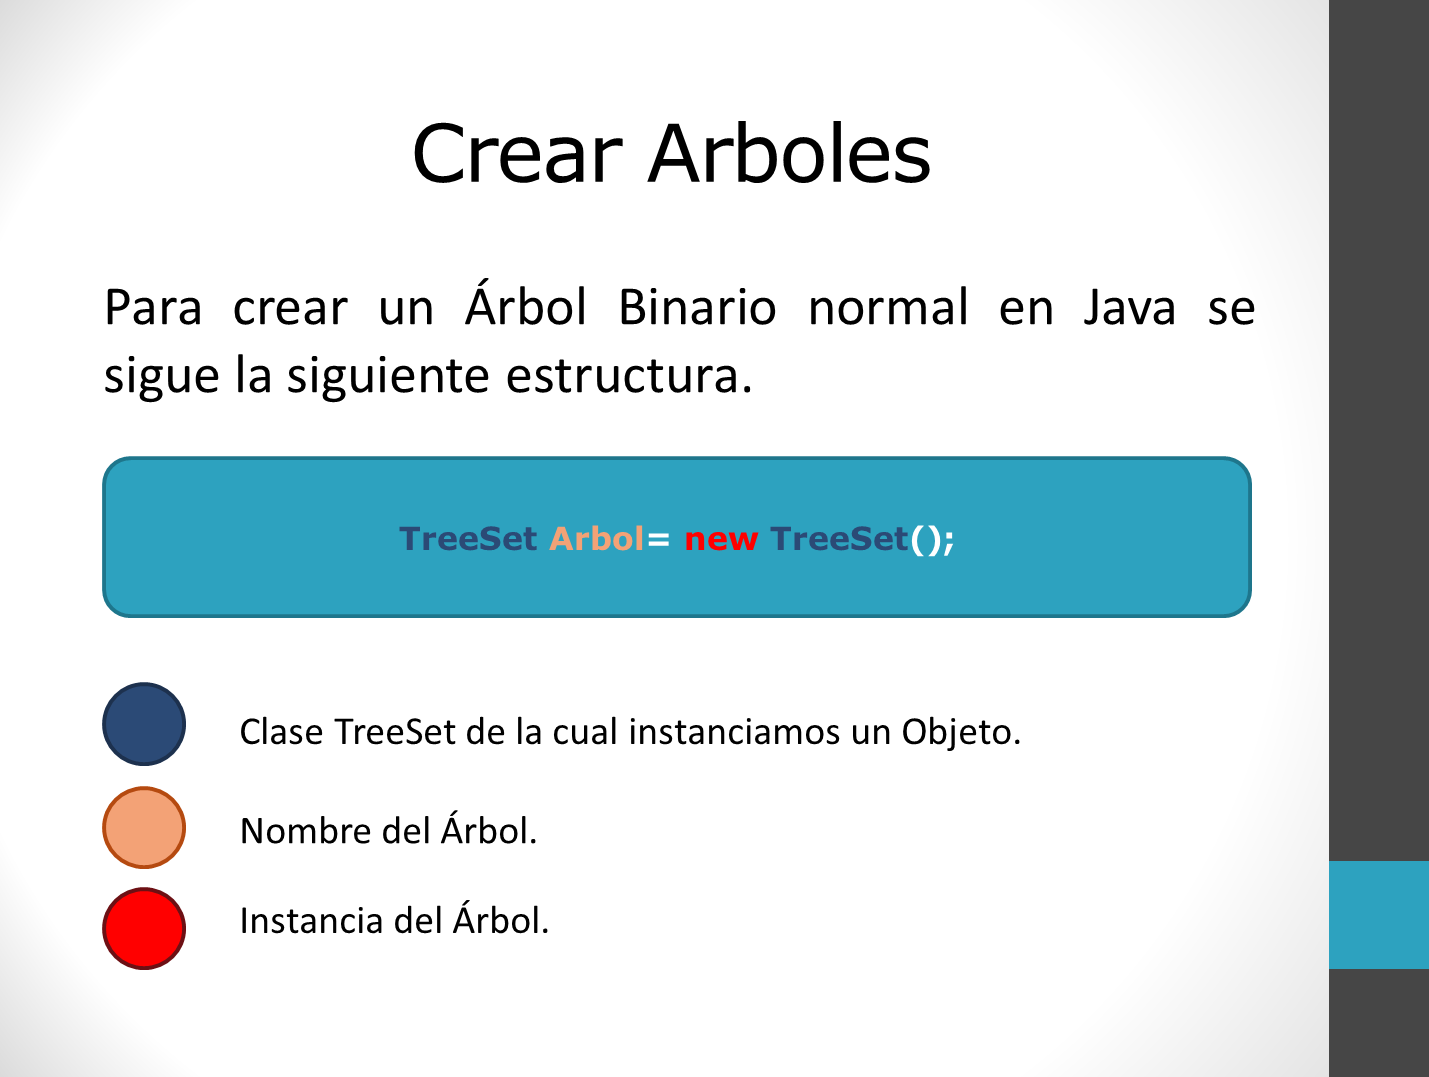 Crear Arboles
Para crear un Árbol Binario normal en Java se
sigue la siguiente estructura.
TreeSet Arbol= new TreeSet();
Clase TreeSet de la cual instanciamos un Objeto.
Nombre del Árbol.
Instancia del Árbol.